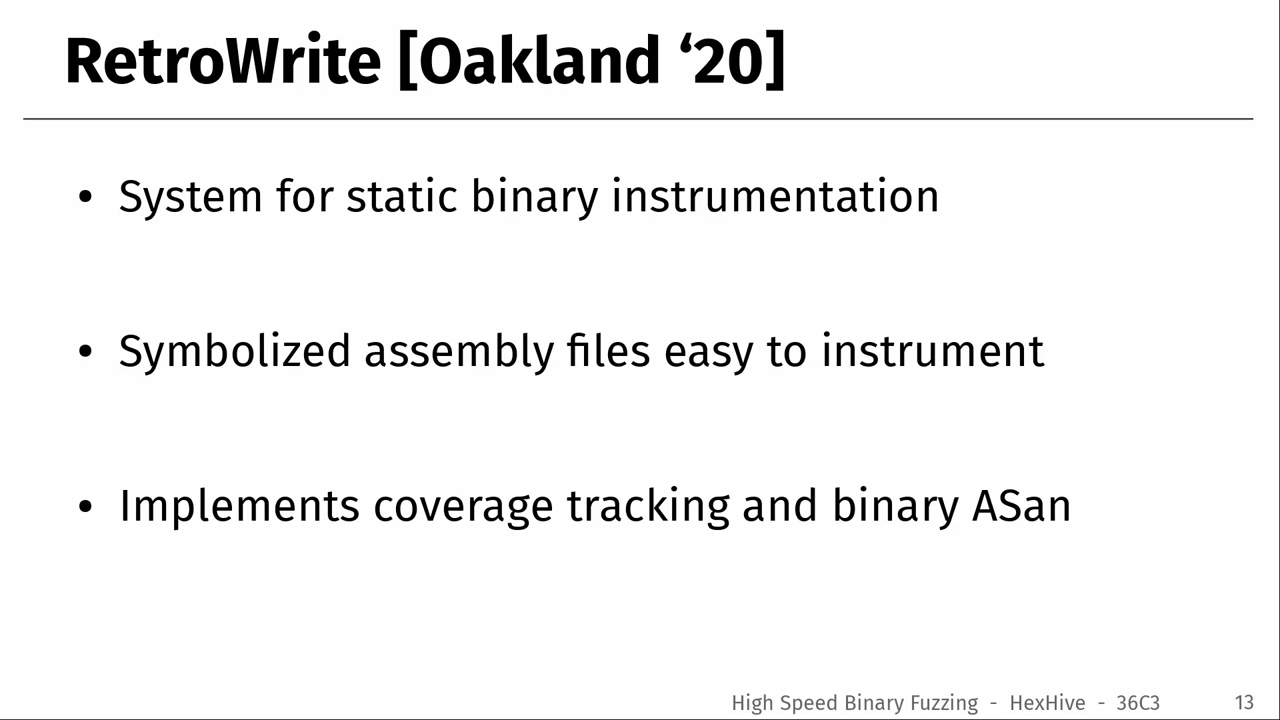 RetroWrite [Oakland ‘20]
• System for static binary instrumentation
• Symbolized assembly files easy to instrument
• Implements coverage tracking and binary ASan
High Speed Binary Fuzzing - HexHive - 36C3 13